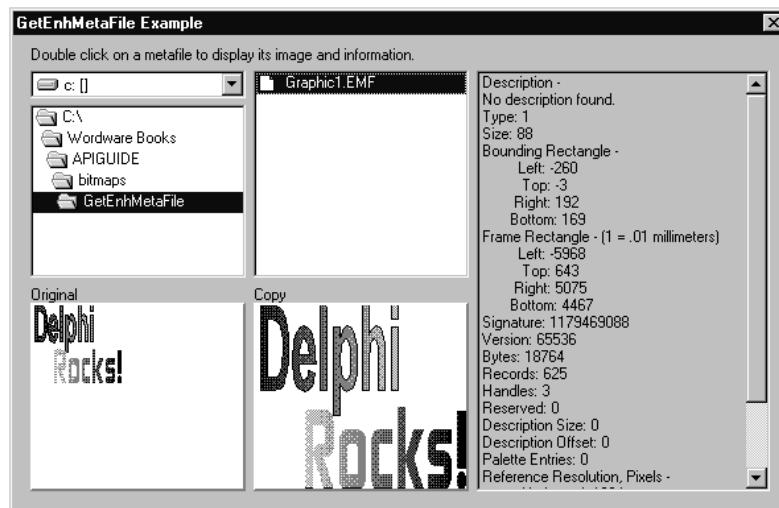 GetEnhMetaFile Example
Double click on a metafile to display its image and information.
c: []
C:\
Wordware Books
APIGUIDE
bitmaps
GetEnhMetaFile
Graphic1.EMF
Original
Delphi
Rocks!
Copy
Delphi
Rocks!
Description -
No description found.
Type: 1
Size: 88
Bounding Rectangle -
Left: -260
Top: -3
Right: 192
Bottom: 169
Frame Rectangle - (1 = .01 millimeters)
Left: -5968
Top: 643
Right: 5075
Bottom: 4467
Signature: 1179469088
Version: 65536
Bytes: 18764
Records: 625
Handles: 3
Reserved: 0
Description Size: 0
Description Offset: 0
Palette Entries: 0
Reference Resolution, Pixels -